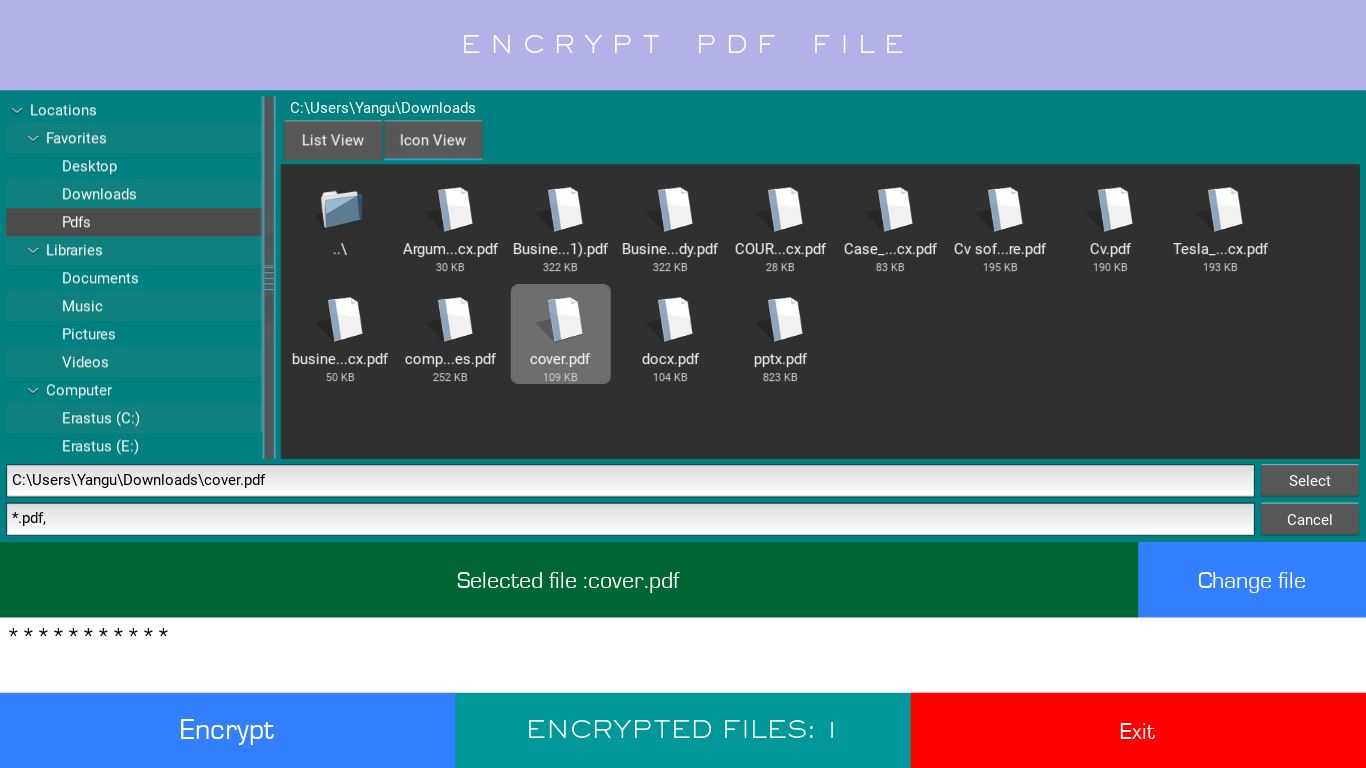 ENCRYPT PDF FILE
Locations
Favorites
Desktop
Downloads
Pdfs
Libraries
Documents
Music
Pictures
Videos
Computer
Erastus (C:)
Erastus (E:)
C:\Users\Yangu\Downloads
List View Icon View
..\ Argum...cx.pdf Busine...1).pdf Busine...dy.pdf COUR...cx.pdf Case_...cx.pdf Cv sof...re.pdf Cv.pdf Tesla_...cx.pdf
30 KB 322 KB 322 KB 28 KB 83 KB 195 KB 190 KB 193 KB
busine...cx.pdf comp...es.pdf cover.pdf docx.pdf pptx.pdf
50 KB 252 KB 109 KB 104 KB 823 KB
C:\Users\Yangu\Downloads\cover.pdf Select
*.pdf, Cancel
Selected file :cover.pdf Change file
***********
Encrypt ENCRYPTED FILES: 1 Exit